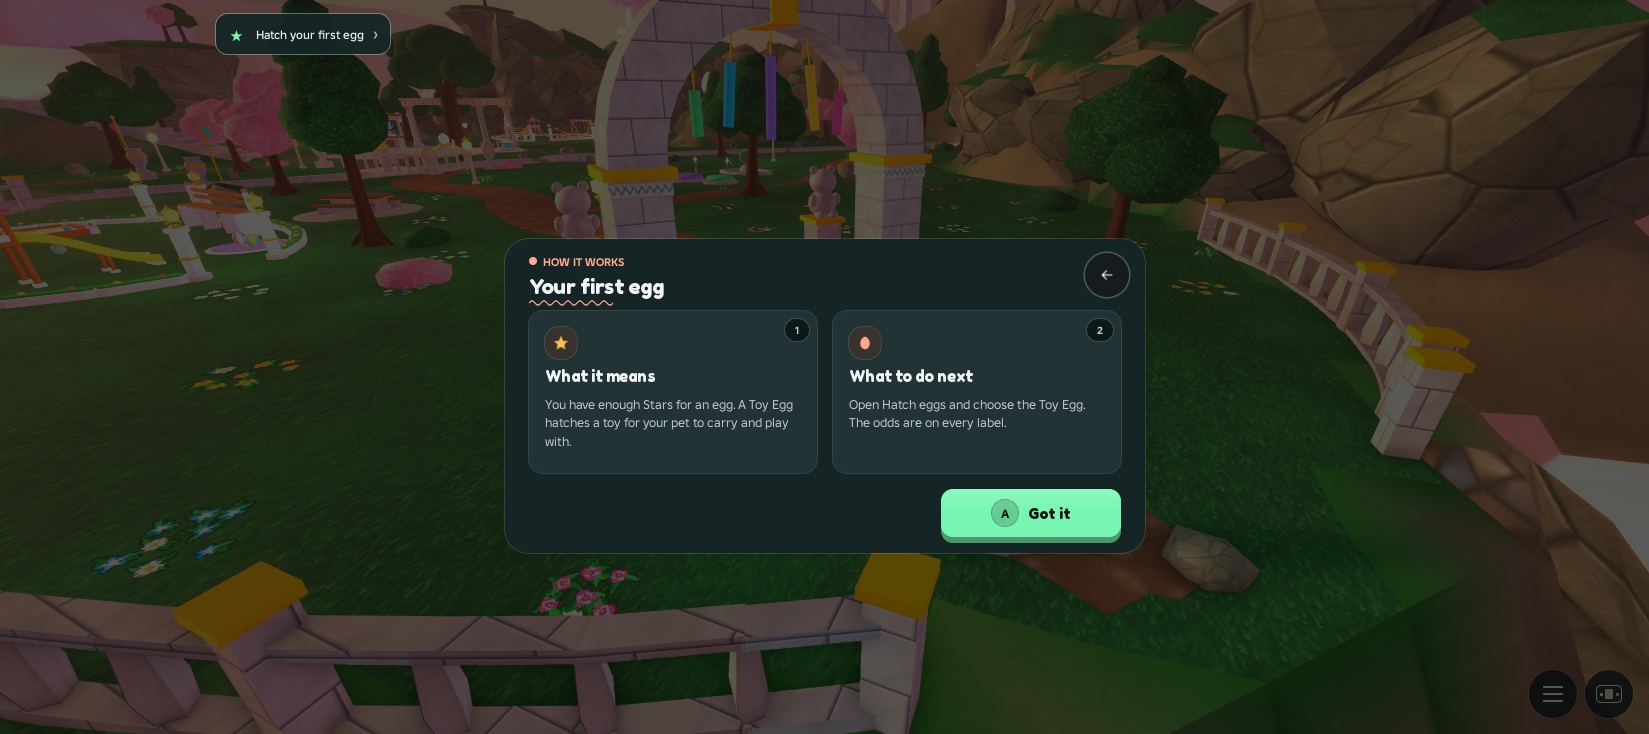 Hatch your first egg
HOW IT WORKS
Your first egg
1
What it means
You have enough Stars for an egg. A Toy Egg
hatches a toy for your pet to carry and play
with.
2
What to do next
Open Hatch eggs and choose the Toy Egg.
The odds are on every label.
A Got it